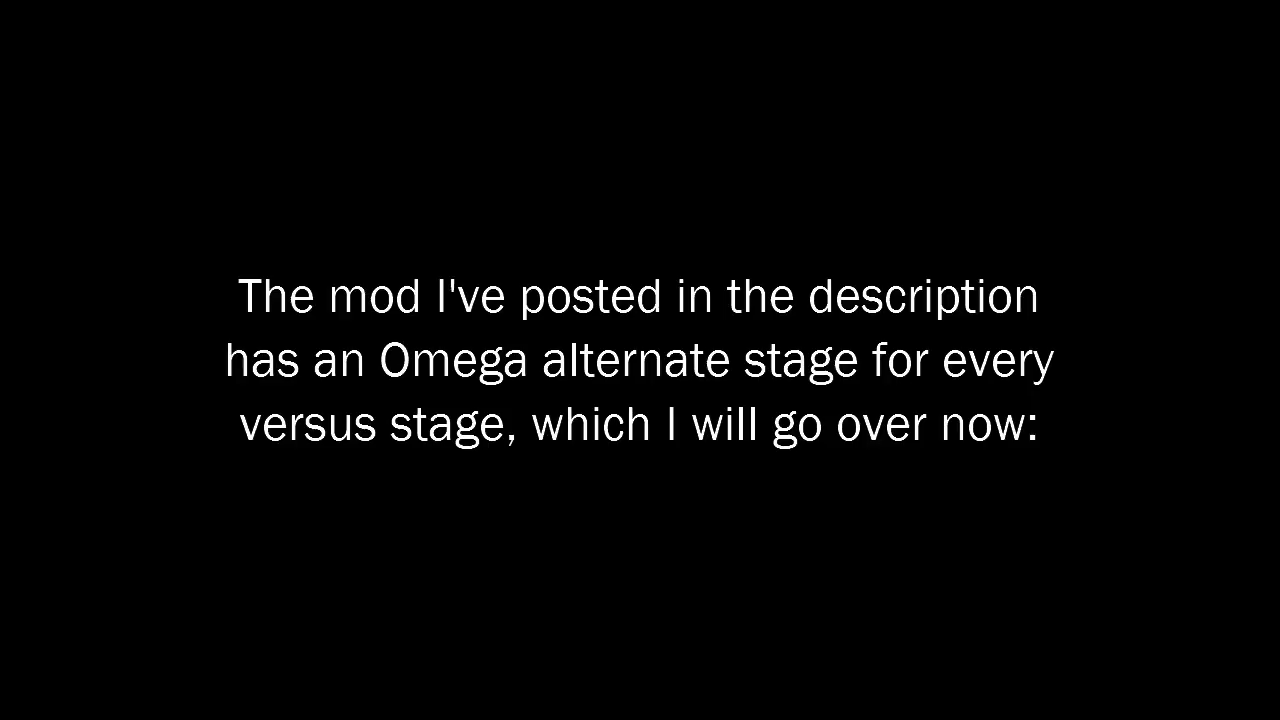 The mod I've posted in the description
has an Omega alternate stage for every
versus stage, which I will go over now: